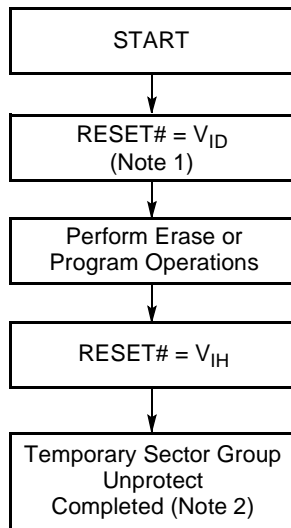 START
RESET# = VID
(Note 1)
Perform Erase or
Program Operations
RESET# = VIH
Temporary Sector Group
Unprotect
Completed (Note 2)